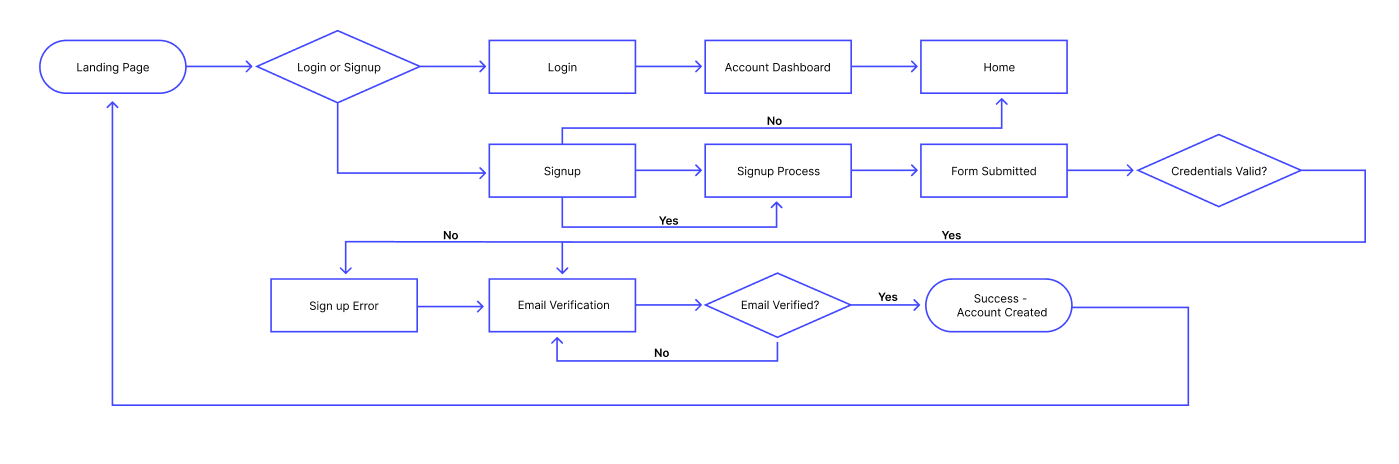 Landing Page
Login or Signup
Login
Account Dashboard
Home
No
Signup
Signup Process
Form Submitted
Credentials Valid?
Yes
No
Yes
Sign up Error
Email Verification
Email Verified?
Yes
Success -
Account Created
No